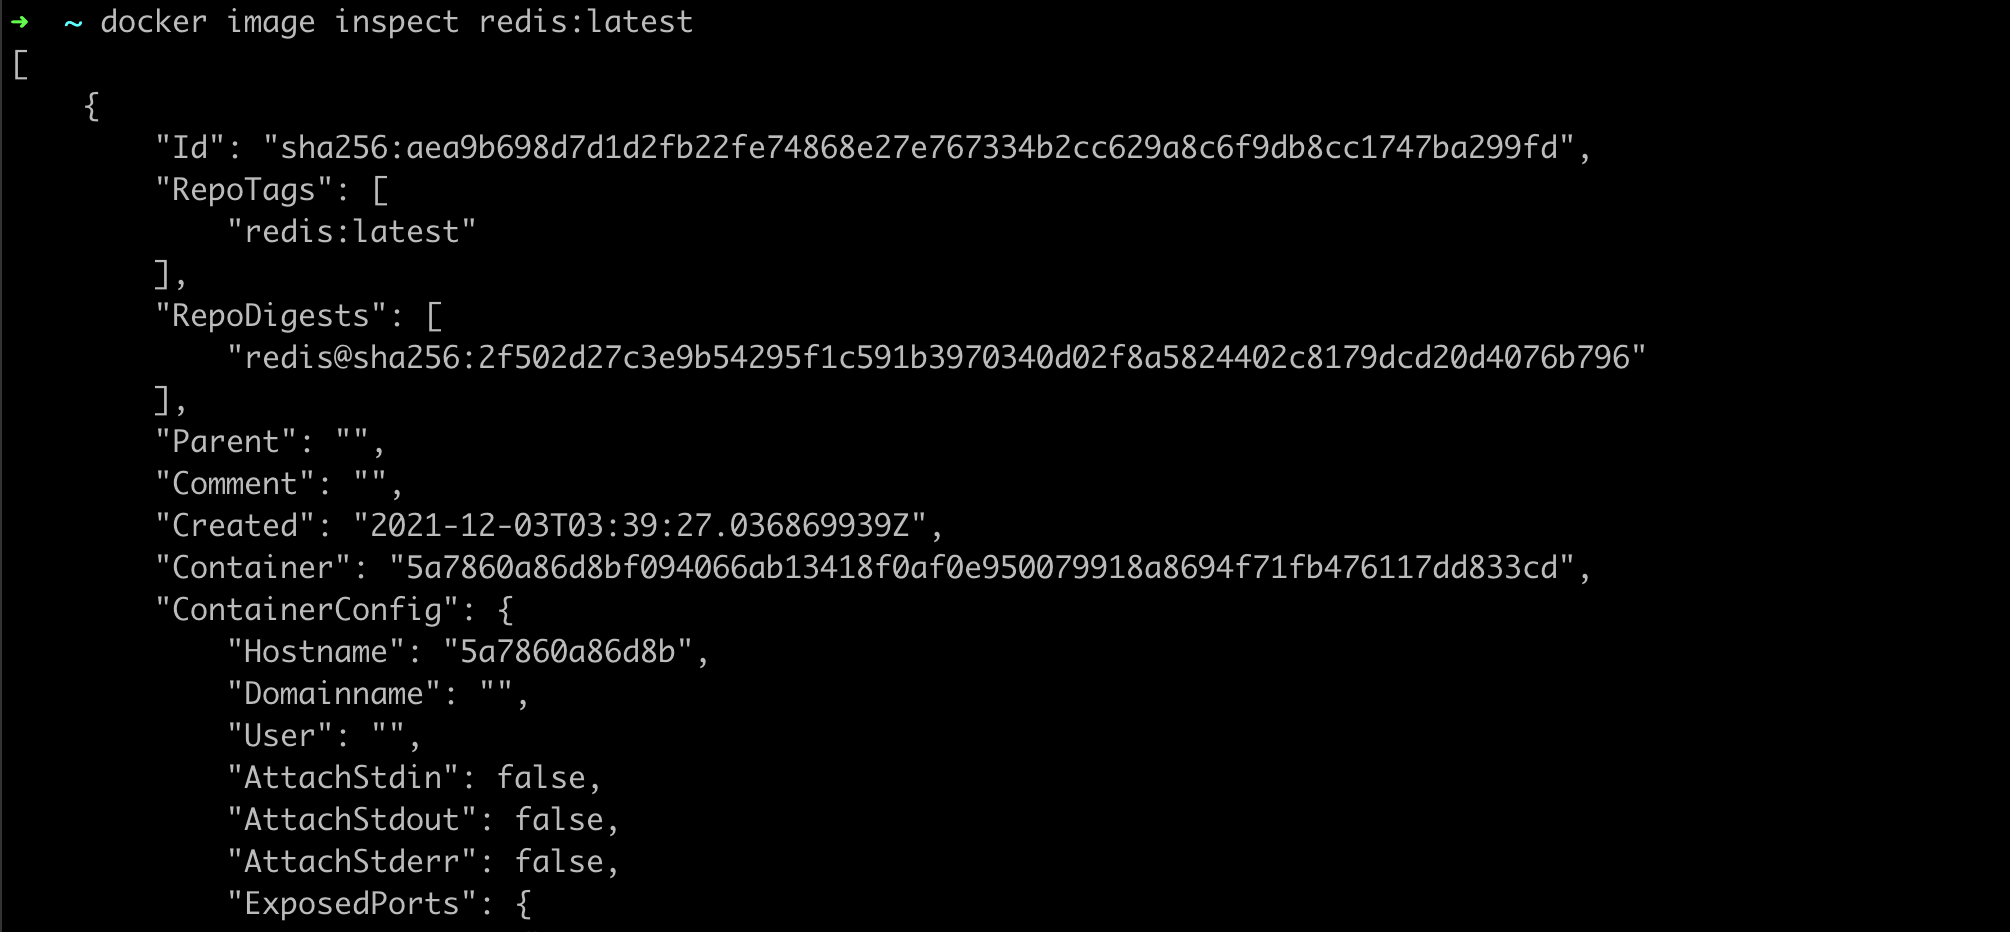 ➜  ~ docker image inspect redis:latest
[
    {
        "Id": "sha256:aea9b698d7d1d2fb22fe74868e27e767334b2cc629a8c6f9db8cc1747ba299fd",
        "RepoTags": [
            "redis:latest"
        ],
        "RepoDigests": [
            "redis@sha256:2f502d27c3e9b54295f1c591b3970340d02f8a5824402c8179dcd20d4076b796"
        ],
        "Parent": "",
        "Comment": "",
        "Created": "2021-12-03T03:39:27.036869939Z",
        "Container": "5a7860a86d8bf094066ab13418f0af0e950079918a8694f71fb476117dd833cd",
        "ContainerConfig": {
            "Hostname": "5a7860a86d8b",
            "Domainname": "",
            "User": "",
            "AttachStdin": false,
            "AttachStdout": false,
            "AttachStderr": false,
            "ExposedPorts": {